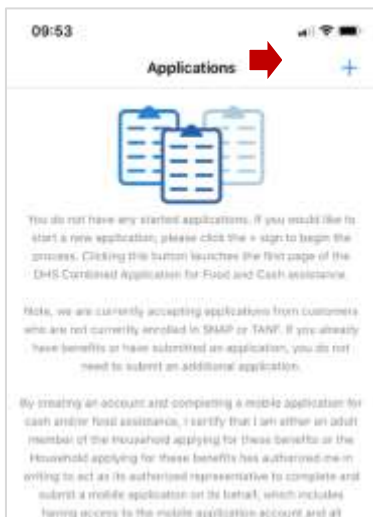 09:53
Applications
+
You do not have any started applications. If you would like to
start a new application, please click the + sign to begin the
process. Clicking this button launches the first page of the
DHS Combined Application for Food and Cash assistance.
Note, we are currently accepting applications from customers
who are not currently enrolled in SNAP or TANF. If you already
have benefits or have submitted an application, you do not
need to submit an additional application.
By creating an account and completing a mobile application for
cash and/or food assistance, I certify that I am either an adult
member of the Household applying for these benefits or the
Household applying for these benefits has authorized me in
writing to act as its authorized representative to complete and
submit a mobile application on its behalf, which includes
having access to the mobile application account and all